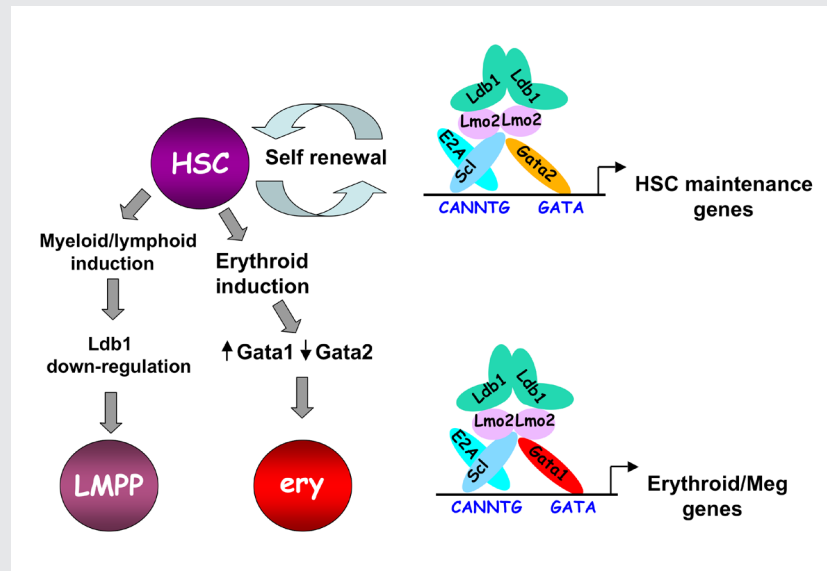 HSC
Self renewal
Myeloid/lymphoid
induction
Erythroid
induction
Ldb1
down-regulation
Gata1
Gata2
LMPP
ery
Ldb1
Ldb1
Lmo2
Lmo2
E2A
Scl
Gata2
CANNTG
GATA
HSC maintenance
genes
Ldb1
Ldb1
Lmo2
Lmo2
E2A
Scl
Gata1
CANNTG
GATA
Erythroid/Meg
genes